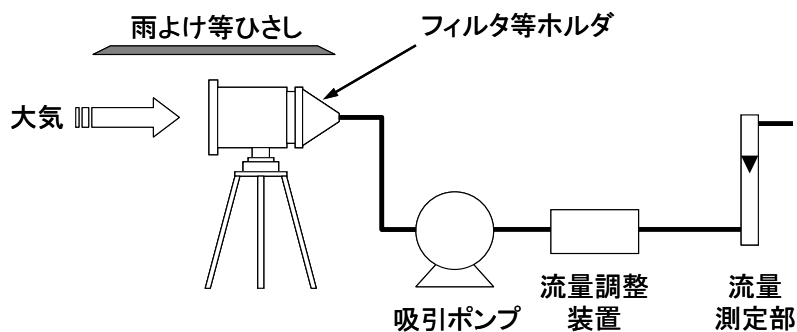 雨よけ等ひさし
フィルタ等ホルダ
大気
吸引ポンプ
流量調整
装置
流量
測定部